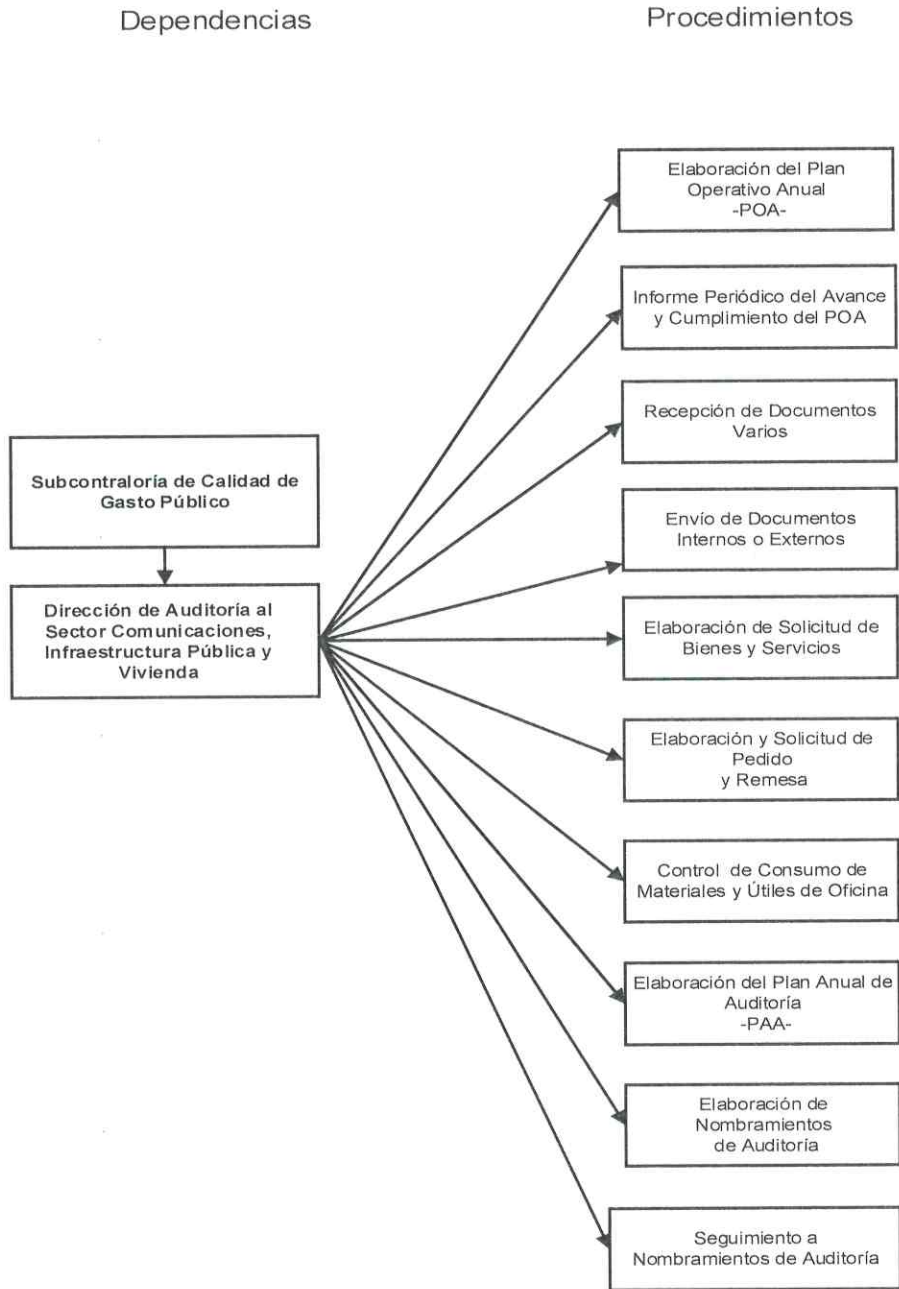 Dependencias
Procedimientos
Elaboración del Plan
Operativo Anual
-POA-
Informe Periódico del Avance
y Cumplimiento del POA
Recepción de Documentos
Varios
Subcontraloría de Calidad de
Gasto Público
Envío de Documentos
Internos o Externos
Dirección de Auditoría al
Sector Comunicaciones,
Infraestructura Pública y
Vivienda
Elaboración de Solicitud de
Bienes y Servicios
Elaboración y Solicitud de
Pedido
y Remesa
Control de Consumo de
Materiales y Útiles de Oficina
Elaboración del Plan Anual de
Auditoría
-PAA-
Elaboración de
Nombramientos
de Auditoría
Seguimiento a
Nombramientos de Auditoría